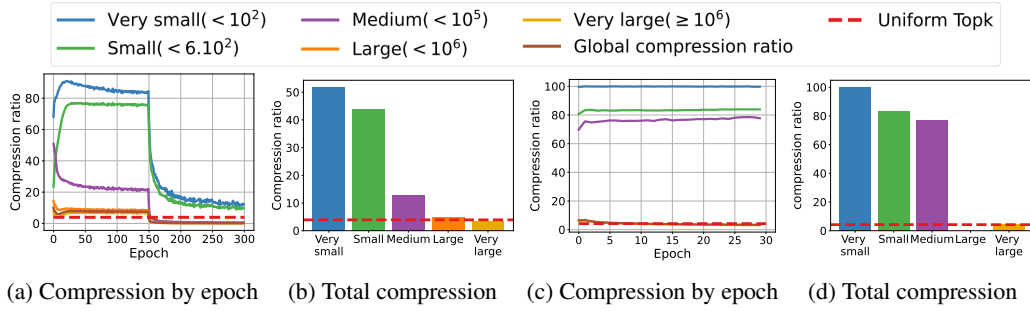 Very small(< 10²) Medium(< 10⁵) Very large(≥ 10⁶) Uniform Topk
Small(< 6.10²) Large(< 10⁶) Global compression ratio
Compression ratio
80
60
40
20
0
0 50 100 150 200 250 300
Epoch
Compression ratio
50
40
30
20
10
0
Very small Small Medium Large Very large
Compression ratio
100
80
60
40
20
0
0 5 10 15 20 25 30
Epoch
Compression ratio
100
80
60
40
20
0
Very small Small Medium Large Very large
(a) Compression by epoch (b) Total compression (c) Compression by epoch (d) Total compression